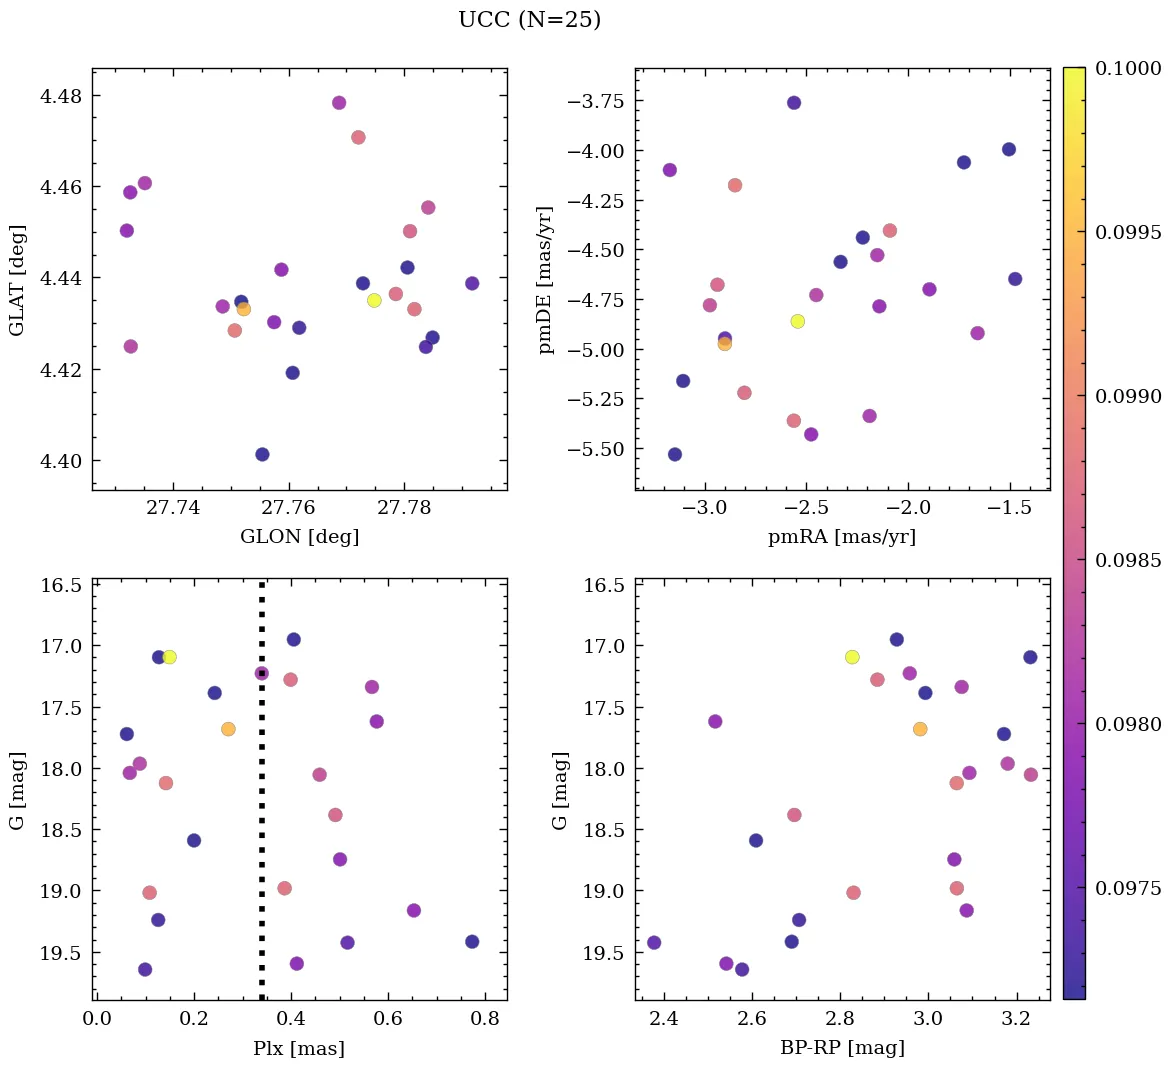 UCC (N=25)
4.48
4.46
4.44
4.42
4.40
GLAT [deg]
27.74 27.76 27.78
GLON [deg]
−3.75
−4.00
−4.25
−4.50
−4.75
−5.00
−5.25
−5.50
pmDE [mas/yr]
−3.0 −2.5 −2.0 −1.5
pmRA [mas/yr]
16.5
17.0
17.5
18.0
18.5
19.0
19.5
G [mag]
0.0 0.2 0.4 0.6 0.8
Plx [mas]
16.5
17.0
17.5
18.0
18.5
19.0
19.5
G [mag]
2.4 2.6 2.8 3.0 3.2
BP-RP [mag]
0.1000
0.0995
0.0990
0.0985
0.0980
0.0975